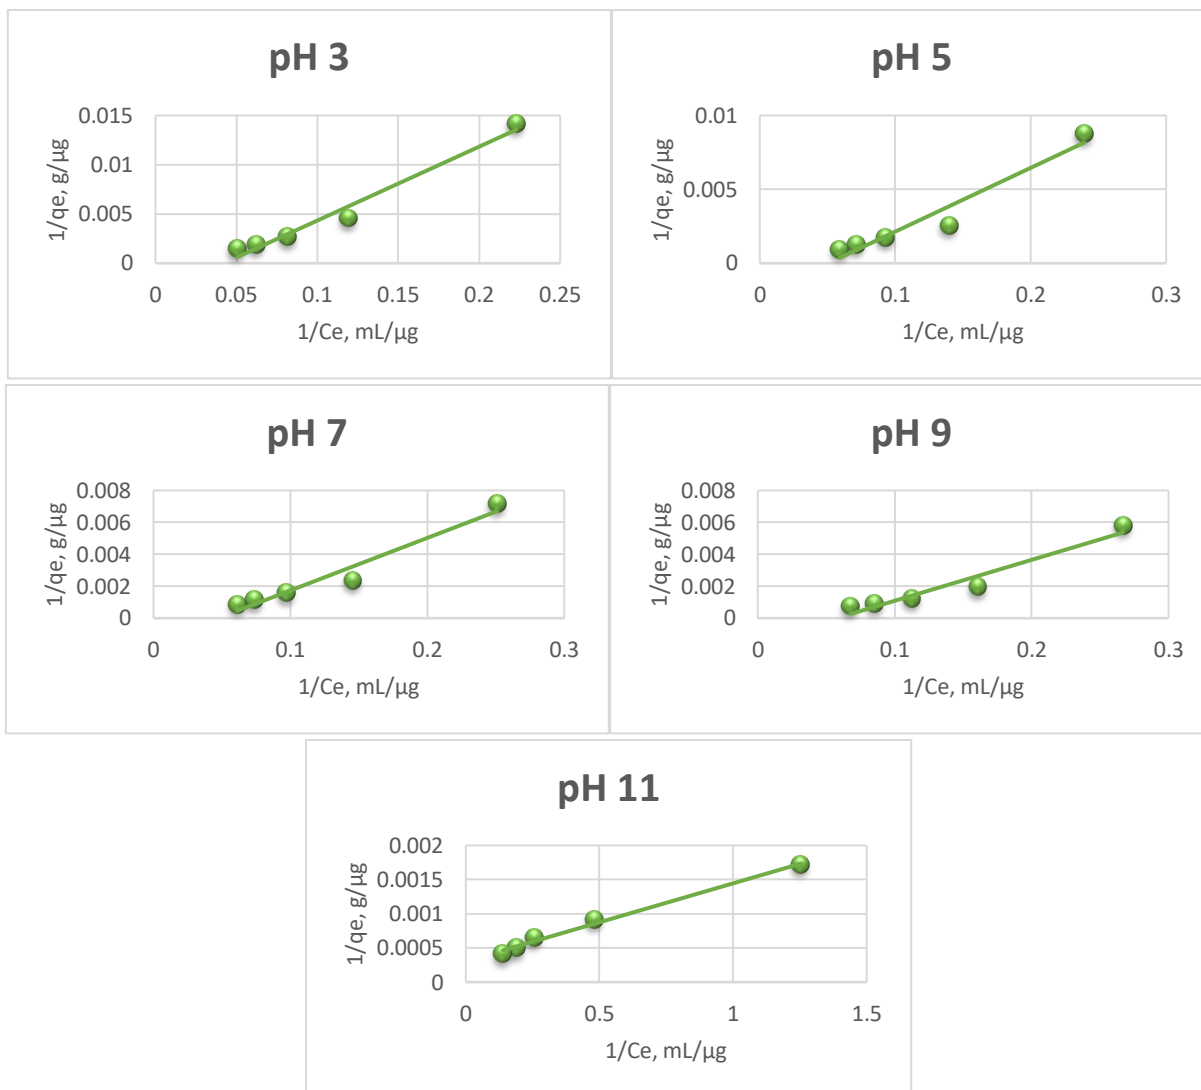 pH 3
0.015
0.01
0.005
0
0 0.05 0.1 0.15 0.2 0.25
1/qe, g/µg
1/Ce, mL/µg
pH 5
0.01
0.005
0
0 0.1 0.2 0.3
1/qe, g/µg
1/Ce, mL/µg
pH 7
0.008
0.006
0.004
0.002
0
0 0.1 0.2 0.3
1/qe, g/µg
1/Ce, mL/µg
pH 9
0.008
0.006
0.004
0.002
0
0 0.1 0.2 0.3
1/qe, g/µg
1/Ce, mL/µg
pH 11
0.002
0.0015
0.001
0.0005
0
0 0.5 1 1.5
1/qe, g/µg
1/Ce, mL/µg